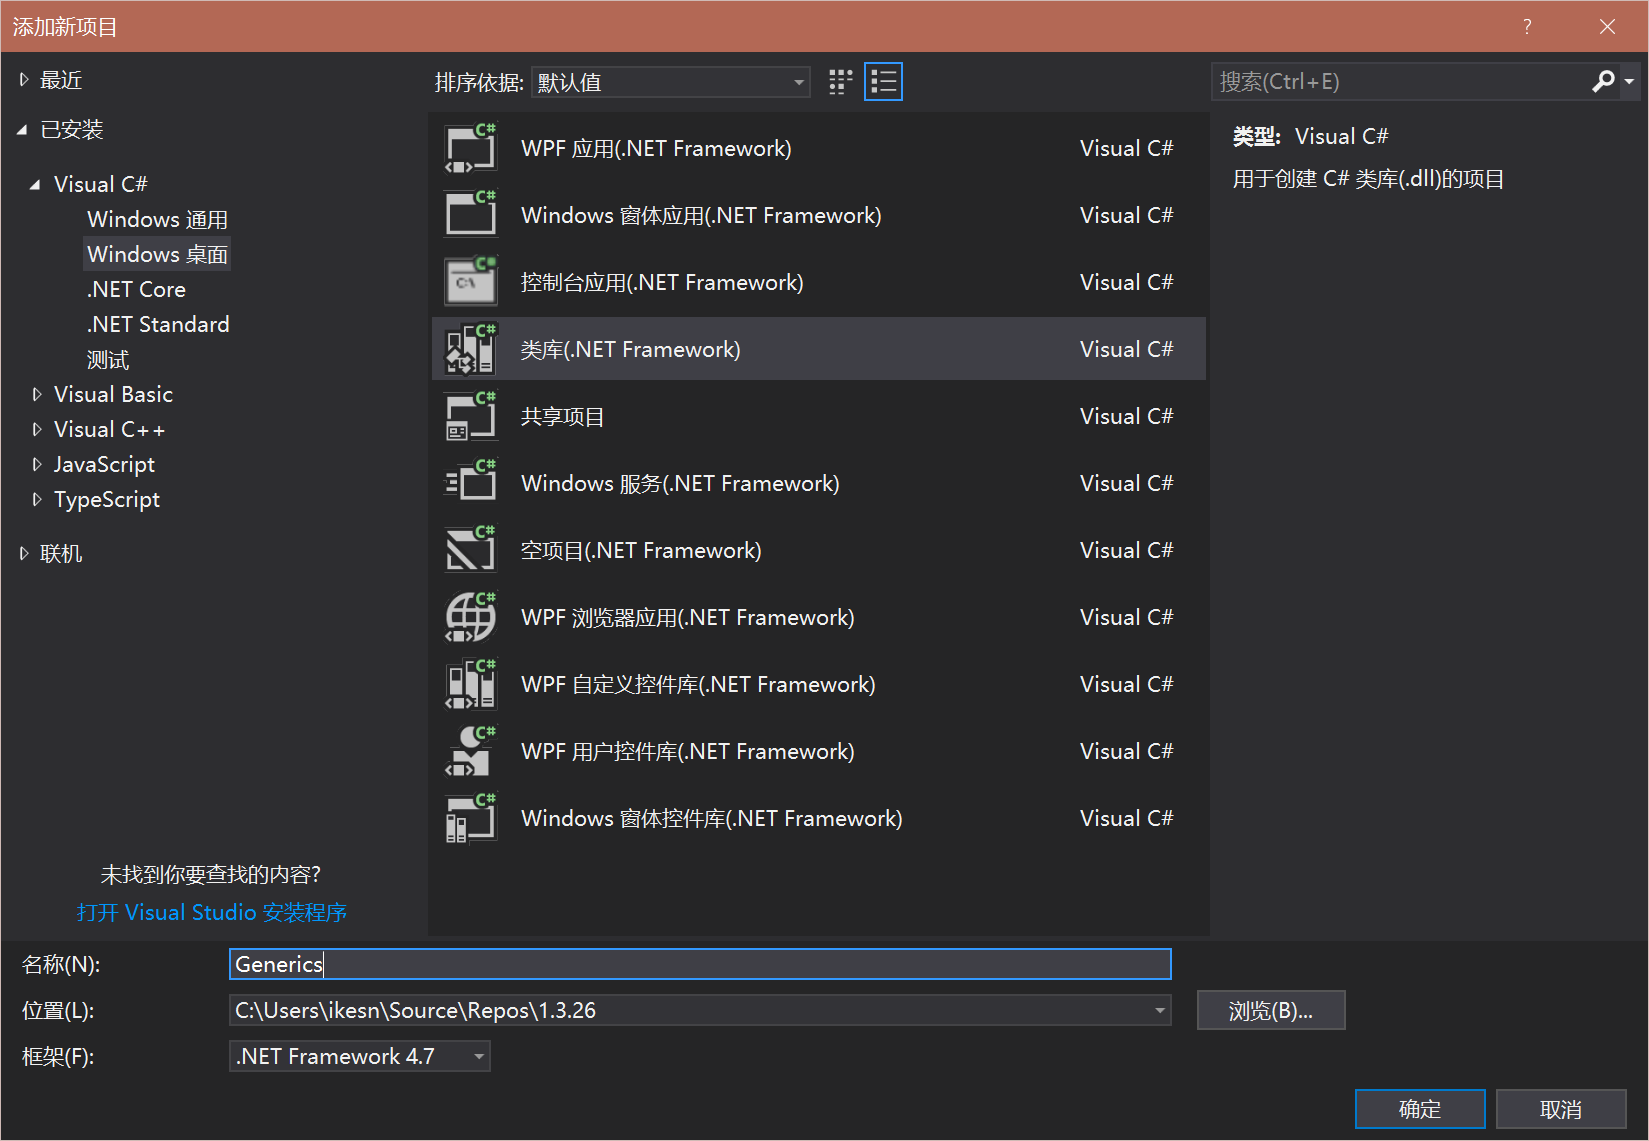 添加新项目
?
最近
已安装
Visual C#
Windows 通用
Windows 桌面
.NET Core
.NET Standard
测试
Visual Basic
Visual C++
JavaScript
TypeScript
联机
未找到你要查找的内容?
打开 Visual Studio 安装程序
排序依据: 默认值
WPF 应用(.NET Framework) Visual C#
Windows 窗体应用(.NET Framework) Visual C#
控制台应用(.NET Framework) Visual C#
类库(.NET Framework) Visual C#
共享项目 Visual C#
Windows 服务(.NET Framework) Visual C#
空项目(.NET Framework) Visual C#
WPF 浏览器应用(.NET Framework) Visual C#
WPF 自定义控件库(.NET Framework) Visual C#
WPF 用户控件库(.NET Framework) Visual C#
Windows 窗体控件库(.NET Framework) Visual C#
搜索(Ctrl+E)
类型: Visual C#
用于创建 C# 类库(.dll)的项目
名称(N): Generics
位置(L): C:\Users\ikesn\Source\Repos\1.3.26 浏览(B)...
框架(F): .NET Framework 4.7
确定 取消